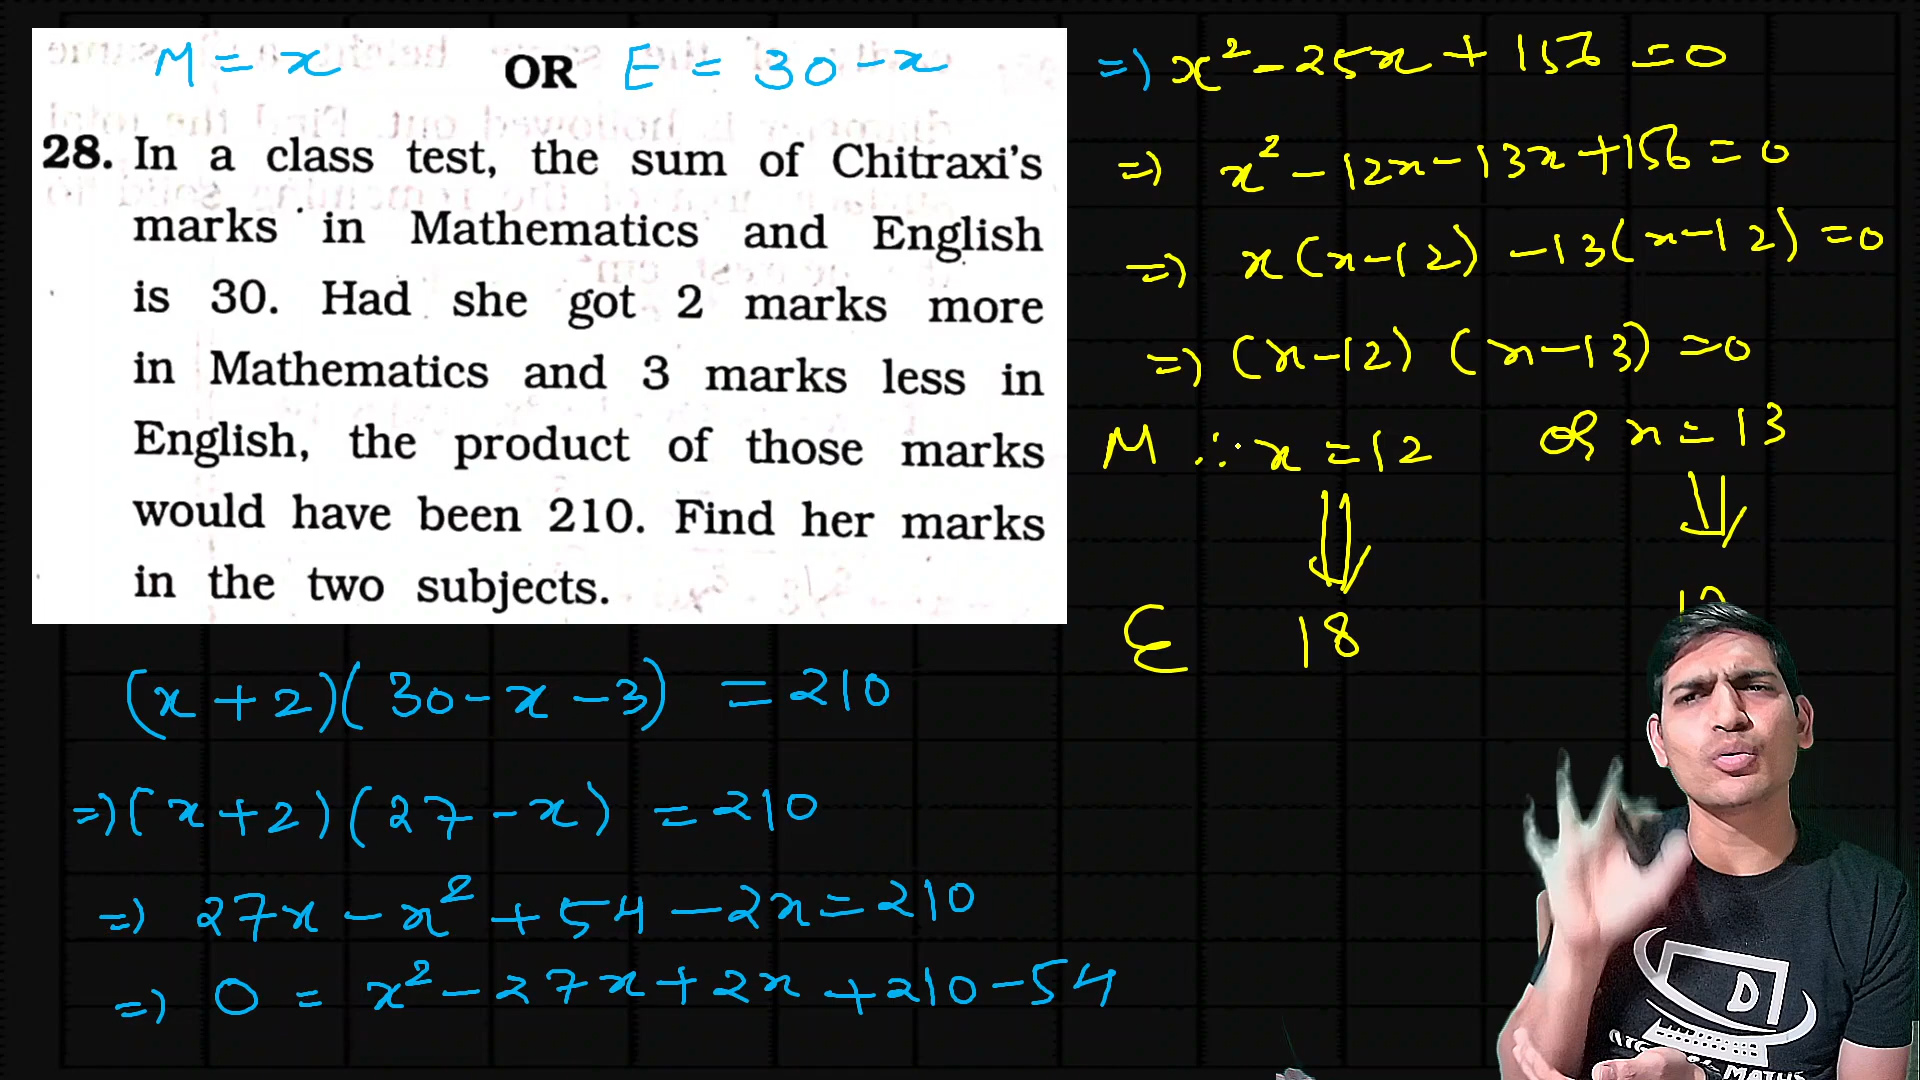 M = x OR E = 30 - x
28. In a class test, the sum of Chitraxi's
marks in Mathematics and English
is 30. Had she got 2 marks more
in Mathematics and 3 marks less in
English, the product of those marks
would have been 210. Find her marks
in the two subjects.
(x+2)(30-x-3) = 210
=> (x+2)(27-x) = 210
=> 27x - x² + 54 - 2x = 210
=> 0 = x² - 27x + 2x + 210 - 54
=> x² - 25x + 156 = 0
=> x² - 12x - 13x + 156 = 0
=> x(x-12) - 13(x-12) = 0
=> (x-12) (x-13) = 0
M ∴ x = 12 or x = 13
E 18
D
MATHS